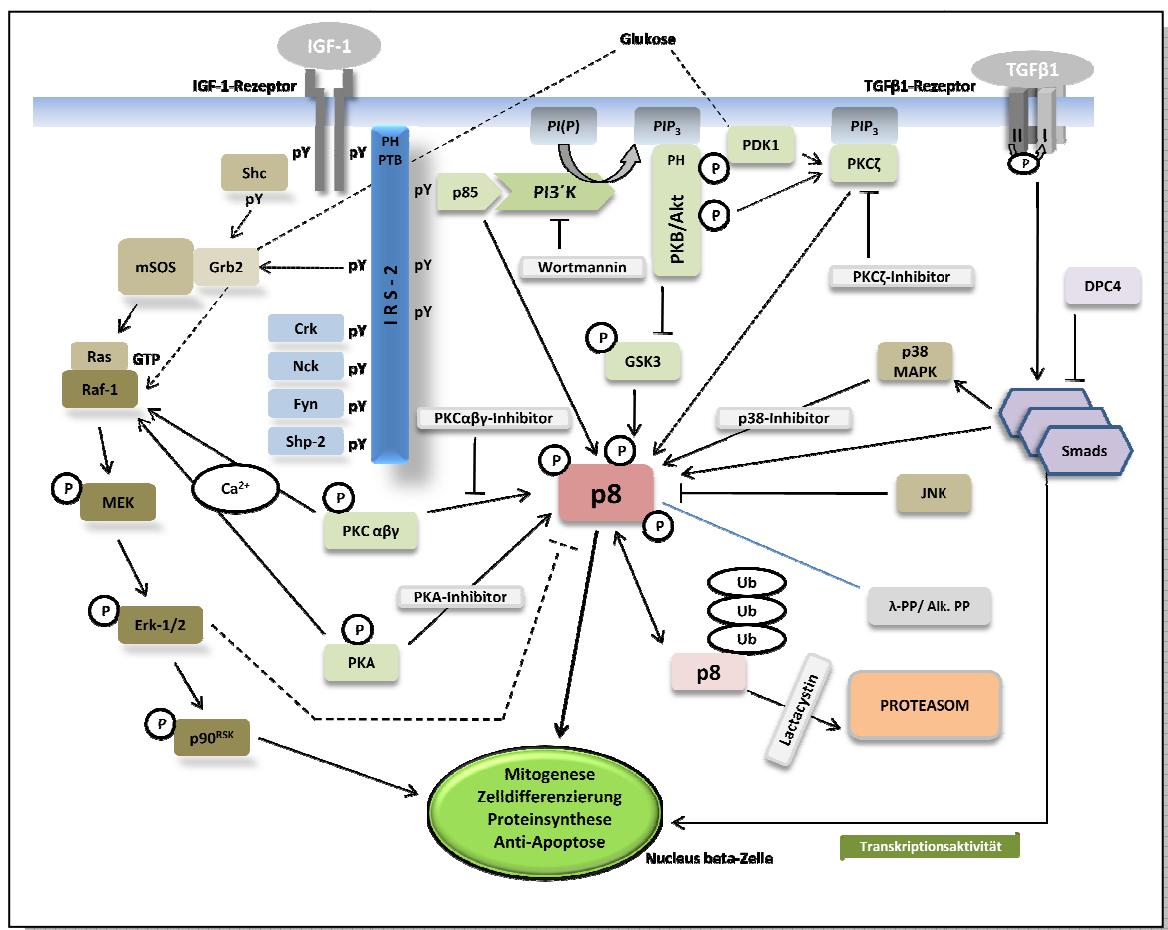 IGF-1
Glukose
TGFβ1
IGF-1-Rezeptor
TGFβ1-Rezeptor
PI(P)
PIP3
PIP3
II
I
P
PH
PTB
pY
pY
Shc
pY
PH
P
PDK1
PKCζ
pY
p85
PI3´K
P
PKB/Akt
mSOS
Grb2
pY
IRS-2
pY
Wortmannin
PKCζ-Inhibitor
DPC4
pY
Crk
pY
P
GSK3
Ras
GTP
Raf-1
Nck
pY
p38
MAPK
Fyn
pY
PKCαβγ-Inhibitor
p38-Inhibitor
Shp-2
pY
P
P
Smads
P
MEK
Ca2+
P
p8
JNK
PKC αβγ
P
P
Erk-1/2
PKA-Inhibitor
Ub
Ub
Ub
λ-PP/ Alk. PP
P
PKA
p8
Lactacystin
PROTEASOM
P
p90RSK
Mitogenese
Zelldifferenzierung
Proteinsynthese
Anti-Apoptose
Nucleus beta-Zelle
Transkriptionsaktivität